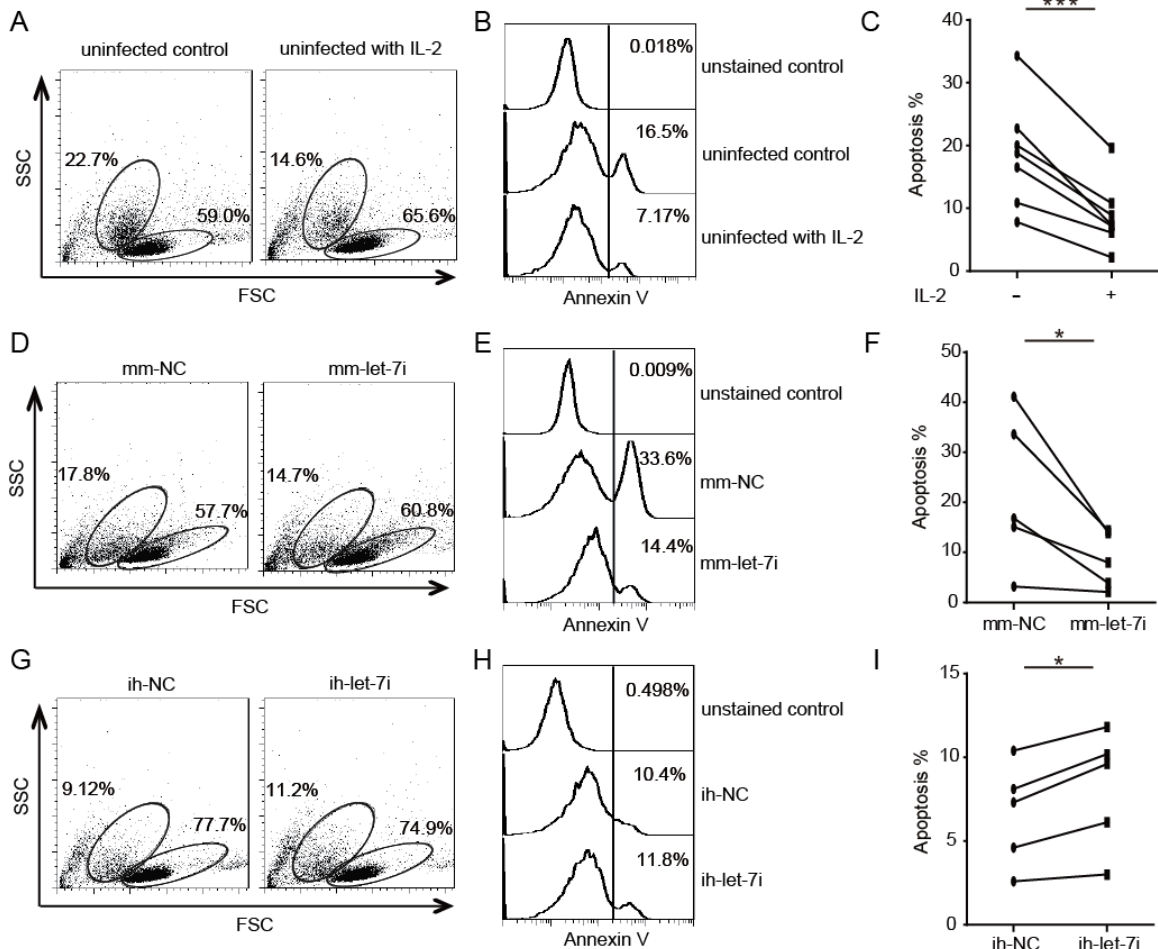 A
uninfected control
uninfected with IL-2
SSC
22.7%
59.0%
14.6%
65.6%
FSC
B
0.018%
unstained control
16.5%
uninfected control
7.17%
uninfected with IL-2
Annexin V
C
***
Apoptosis %
40
30
20
10
0
IL-2
-
+
D
mm-NC
mm-let-7i
SSC
17.8%
57.7%
14.7%
60.8%
FSC
E
0.009%
unstained control
33.6%
mm-NC
14.4%
mm-let-7i
Annexin V
F
*
Apoptosis %
50
40
30
20
10
0
mm-NC
mm-let-7i
G
ih-NC
ih-let-7i
SSC
9.12%
77.7%
11.2%
74.9%
FSC
H
0.498%
unstained control
10.4%
ih-NC
11.8%
ih-let-7i
Annexin V
I
*
Apoptosis %
15
10
5
0
ih-NC
ih-let-7i